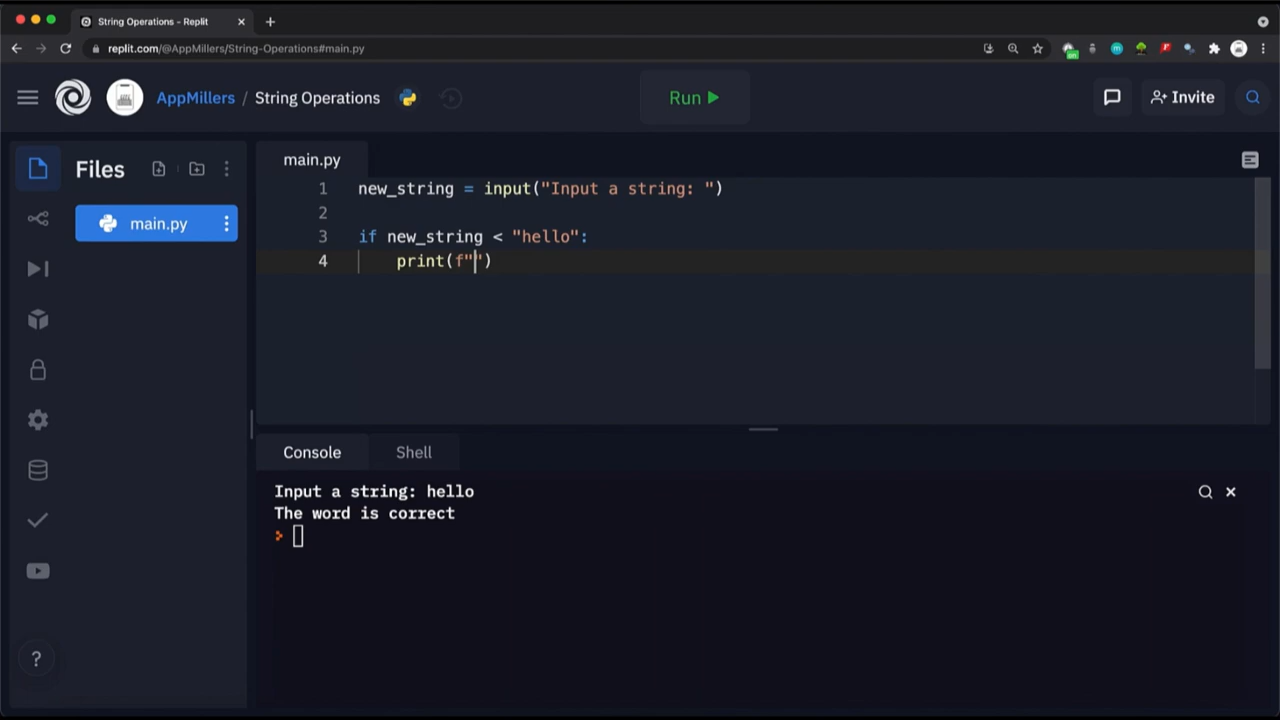 String Operations - Replit
replit.com/@AppMillers/String-Operations#main.py
AppMillers / String Operations
Run
Invite
Files
main.py
main.py
1 new_string = input("Input a string: ")
2
3 if new_string < "hello":
4 print(f"")
Console
Shell
Input a string: hello
The word is correct
>
?